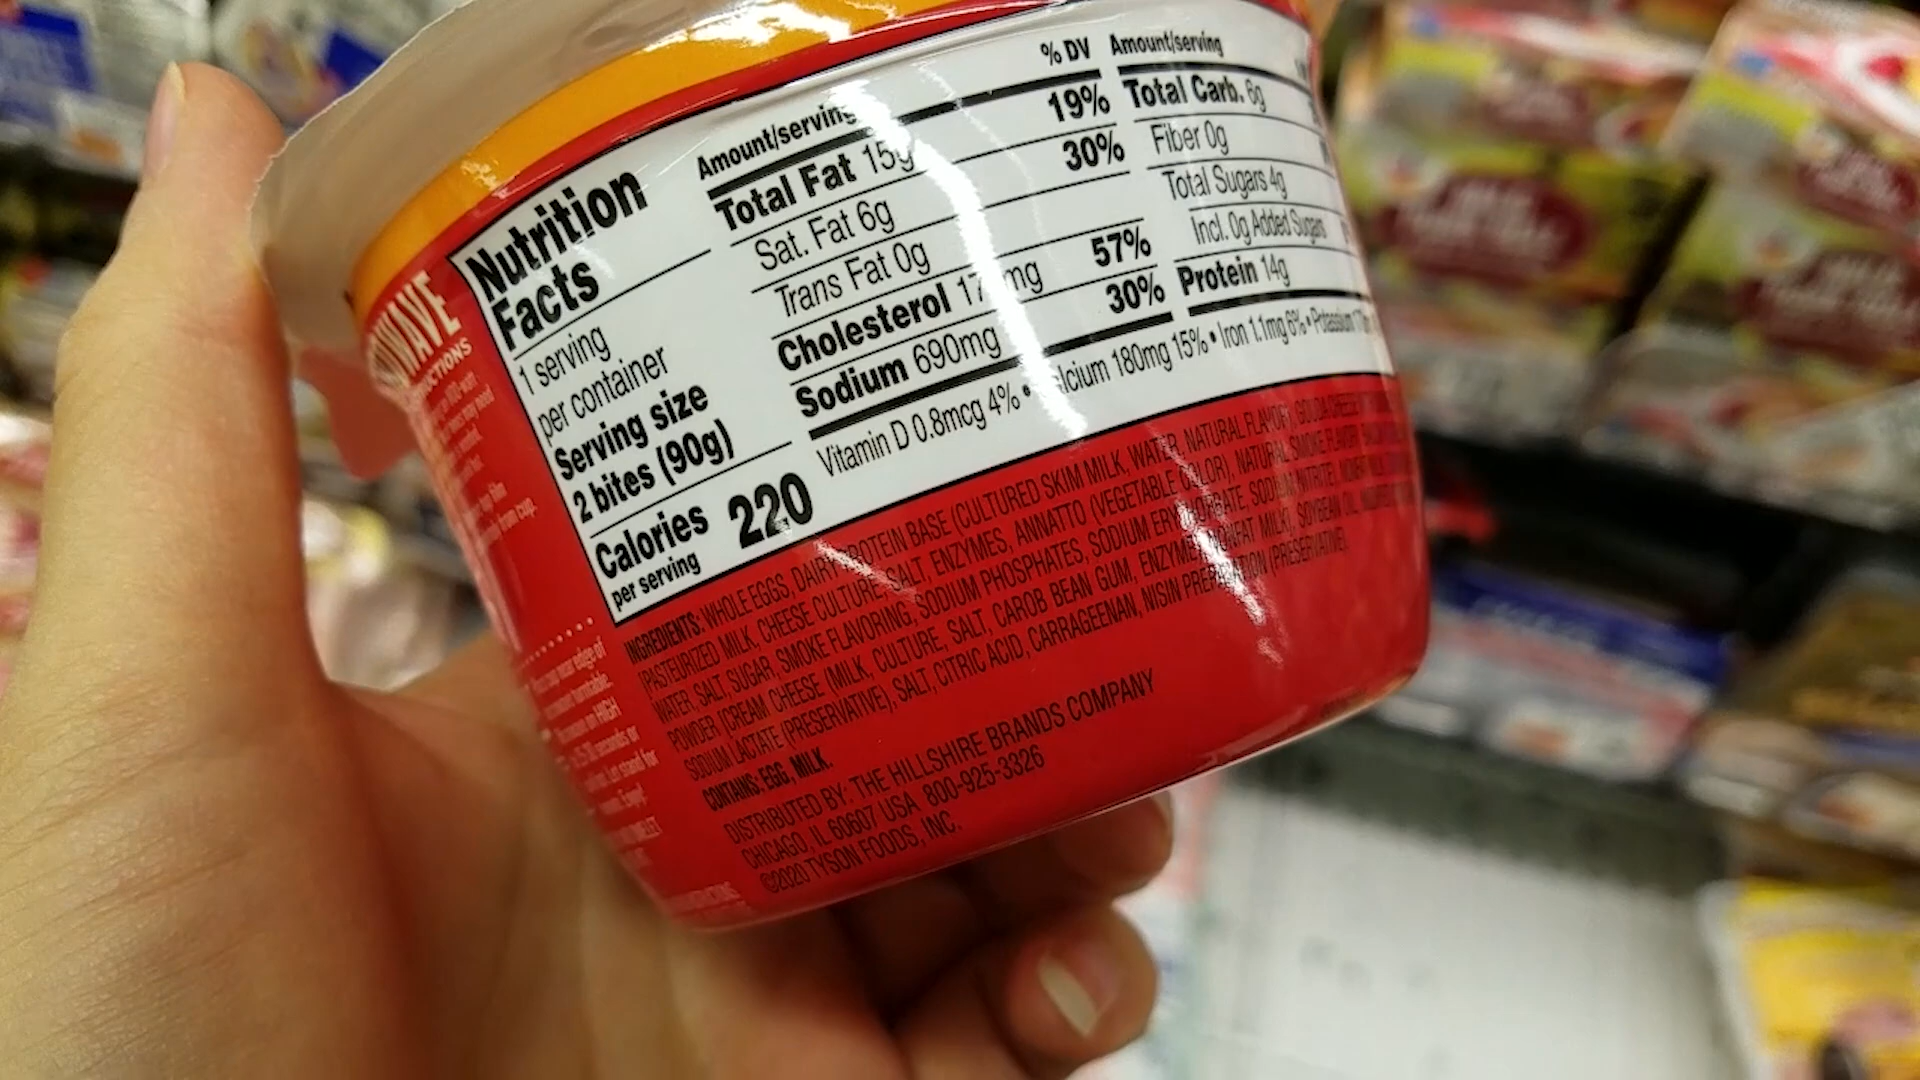 Nutrition
Facts
1 serving
per container
Serving size
2 bites (90g)
Calories 220
per serving
Amount/serving % DV
Total Fat 15g 19%
Sat. Fat 6g 30%
Trans Fat 0g
Cholesterol mg 57%
Sodium 690mg 30%
Amount/serving
Total Carb. 6g
Fiber 0g
Total Sugars 4g
Incl. 0g Added Sugars
Protein 14g
Vitamin D 0.8mcg 4% • lcium 180mg 15% • Iron 1.1mg 6% • Potassium
INGREDIENTS: WHOLE EGGS, DAIRY PROTEIN BASE (CULTURED SKIM MILK, WATER, NATURAL FLAVOR), GOUDA CHEESE
(PASTEURIZED MILK, CHEESE CULTURE, SALT, ENZYMES, ANNATTO (VEGETABLE COLOR), NATURAL SMOKE FLAVOR
WATER, SALT, SUGAR, SMOKE FLAVORING, SODIUM PHOSPHATES, SODIUM ERYTHORBATE, SODIUM NITRITE,
POWDER (CREAM CHEESE (MILK, CULTURE, SALT, CAROB BEAN GUM, ENZYME NONFAT MILK), SOYBEAN OIL,
SODIUM LACTATE (PRESERVATIVE), SALT, CITRIC ACID, CARRAGEENAN, NISIN PREPARATION (PRESERVATIVE).
CONTAINS: EGG, MILK.
DISTRIBUTED BY: THE HILLSHIRE BRANDS COMPANY
CHICAGO, IL 60607 USA 800-925-3326
©2020 TYSON FOODS, INC.